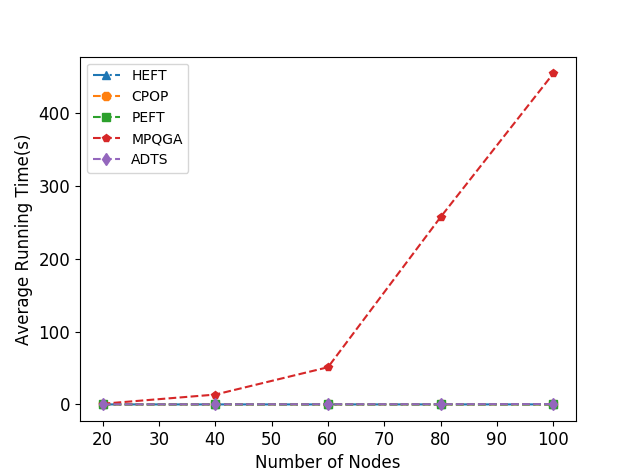 HEFT
CPOP
PEFT
MPQGA
ADTS
400
300
200
100
0
Average Running Time(s)
20 30 40 50 60 70 80 90 100
Number of Nodes